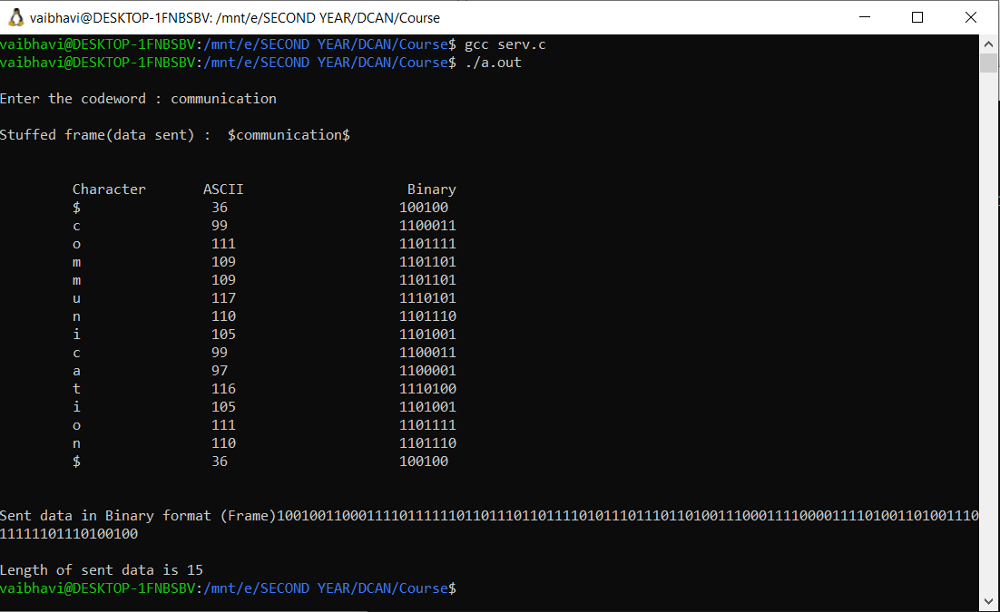 vaibhavi@DESKTOP-1FNBSBV: /mnt/e/SECOND YEAR/DCAN/Course
vaibhavi@DESKTOP-1FNBSBV:/mnt/e/SECOND YEAR/DCAN/Course$ gcc serv.c
vaibhavi@DESKTOP-1FNBSBV:/mnt/e/SECOND YEAR/DCAN/Course$ ./a.out
Enter the codeword : communication
Stuffed frame(data sent) :  $communication$
Character ASCII Binary
$ 36 100100
c 99 1100011
o 111 1101111
m 109 1101101
m 109 1101101
u 117 1110101
n 110 1101110
i 105 1101001
c 99 1100011
a 97 1100001
t 116 1110100
i 105 1101001
o 111 1101111
n 110 1101110
$ 36 100100
Sent data in Binary format (Frame)10010011000111101111110110111011011110101110111011010011100011110000111101001101001110
11111101110100100
Length of sent data is 15
vaibhavi@DESKTOP-1FNBSBV:/mnt/e/SECOND YEAR/DCAN/Course$